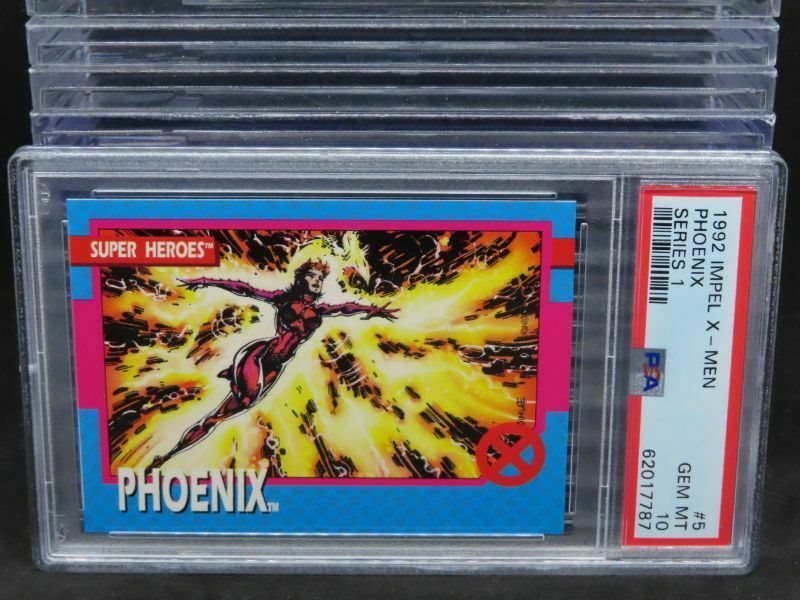 SUPER HEROES™
PHOENIX™
1992 IMPEL X-MEN
PHOENIX
SERIES 1
PSA
#5
GEM MT
10
62017787